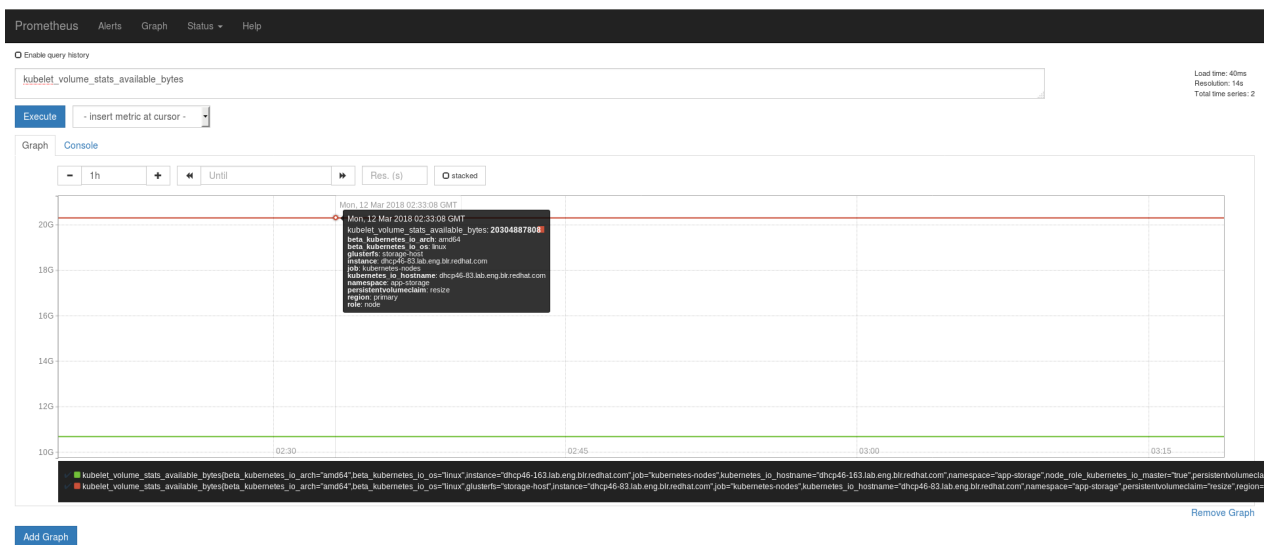 Prometheus Alerts Graph Status Help
Enable query history
kubelet_volume_stats_available_bytes
Load time: 40ms
Resolution: 14s
Total time series: 2
Execute - insert metric at cursor -
Graph Console
1h Until Res. (s) stacked
Mon, 12 Mar 2018 02:33:08 GMT
Mon, 12 Mar 2018 02:33:08 GMT
kubelet_volume_stats_available_bytes: 20304887808
beta_kubernetes_io_arch: amd64
beta_kubernetes_io_os: linux
glusterfs: storage-host
instance: dhcp46-83.lab.eng.blr.redhat.com
job: kubernetes-nodes
kubernetes_io_hostname: dhcp46-83.lab.eng.blr.redhat.com
namespace: app-storage
persistentvolumeclaim: resize
region: primary
role: node
20G
18G
16G
14G
12G
10G
02:30 02:45 03:00 03:15
kubelet_volume_stats_available_bytes{beta_kubernetes_io_arch="amd64",beta_kubernetes_io_os="linux",instance="dhcp46-163.lab.eng.blr.redhat.com",job="kubernetes-nodes",kubernetes_io_hostname="dhcp46-163.lab.eng.blr.redhat.com",namespace="app-storage",node_role_kubernetes_io_master="true",persistentvolumecla
kubelet_volume_stats_available_bytes{beta_kubernetes_io_arch="amd64",beta_kubernetes_io_os="linux",glusterfs="storage-host",instance="dhcp46-83.lab.eng.blr.redhat.com",job="kubernetes-nodes",kubernetes_io_hostname="dhcp46-83.lab.eng.blr.redhat.com",namespace="app-storage",persistentvolumeclaim="resize",region=
Remove Graph
Add Graph